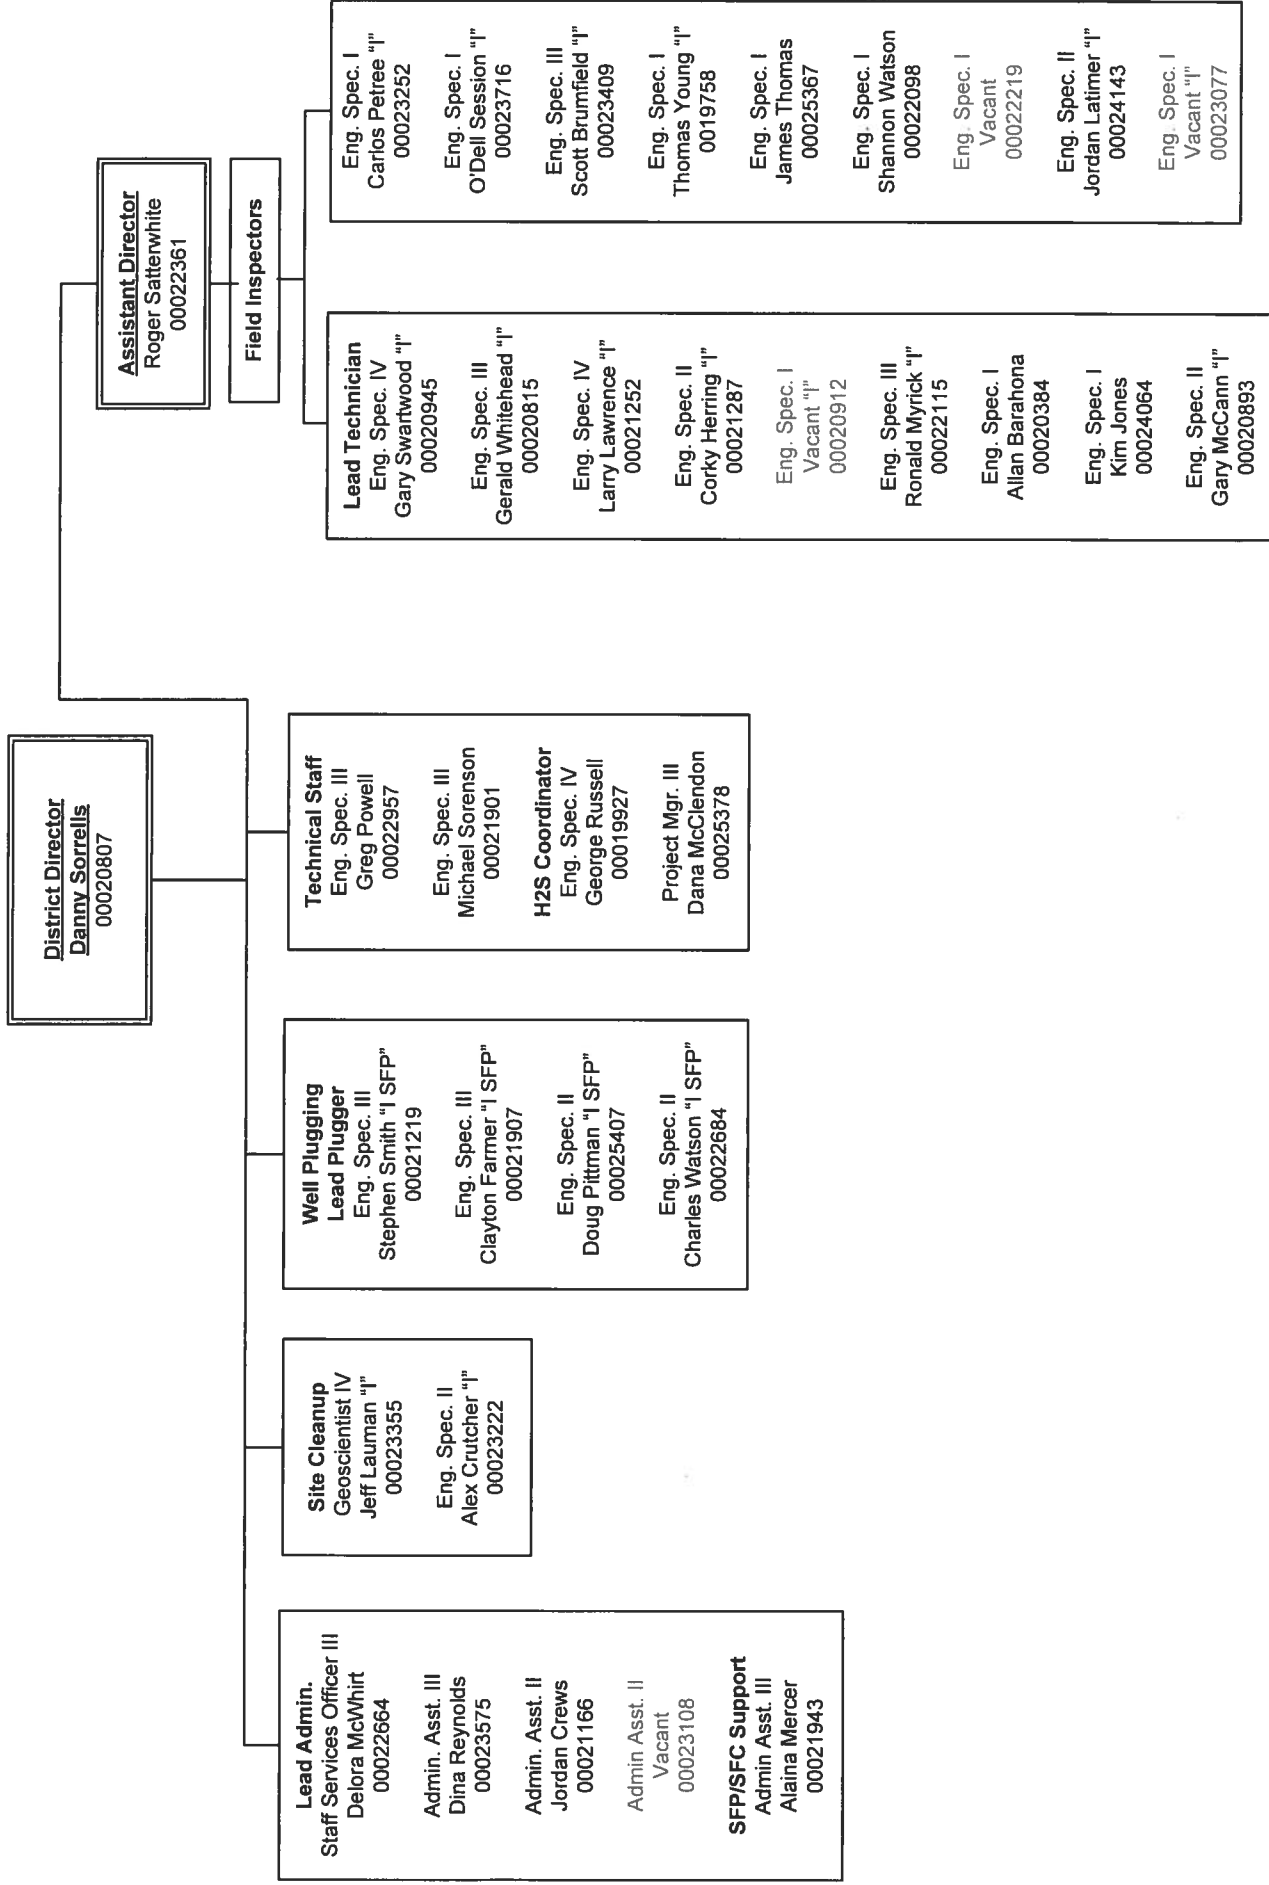 District Director
Danny Sorrells
00020807
Assistant Director
Roger Satterwhite
00022361
Field Inspectors
Lead Admin.
Staff Services Officer III
Delora McWhirt
00022664
Admin. Asst. III
Dina Reynolds
00023575
Admin. Asst. II
Jordan Crews
00021166
Admin Asst. II
Vacant
00023108
SFP/SFC Support
Admin Asst. III
Alaina Mercer
00021943
Site Cleanup
Geoscientist IV
Jeff Lauman “I”
00023355
Eng. Spec. II
Alex Crutcher “I”
00023222
Well Plugging
Lead Plugger
Eng. Spec. III
Stephen Smith “I SFP”
00021219
Eng. Spec. III
Clayton Farmer “I SFP”
00021907
Eng. Spec. II
Doug Pittman “I SFP”
00025407
Eng. Spec. II
Charles Watson “I SFP”
00022684
Technical Staff
Eng. Spec. III
Greg Powell
00022957
Eng. Spec. III
Michael Sorenson
00021901
H2S Coordinator
Eng. Spec. IV
George Russell
00019927
Project Mgr. III
Dana McClendon
00025378
Lead Technician
Eng. Spec. IV
Gary Swartwood “I”
00020945
Eng. Spec. III
Gerald Whitehead “I”
00020815
Eng. Spec. IV
Larry Lawrence “I”
00021252
Eng. Spec. II
Corky Herring “I”
00021287
Eng. Spec. I
Vacant “I”
00020912
Eng. Spec. III
Ronald Myrick “I”
00022115
Eng. Spec. I
Allan Barahona
00020384
Eng. Spec. I
Kim Jones
00024064
Eng. Spec. II
Gary McCann “I”
00020893
Eng. Spec. I
Carlos Petree “I”
00023252
Eng. Spec. I
O'Dell Session “I”
00023716
Eng. Spec. III
Scott Brumfield “I”
00023409
Eng. Spec. I
Thomas Young “I”
0019758
Eng. Spec. I
James Thomas
00025367
Eng. Spec. I
Shannon Watson
00022098
Eng. Spec. I
Vacant
00022219
Eng. Spec. II
Jordan Latimer “I”
00024143
Eng. Spec. I
Vacant “I”
00023077